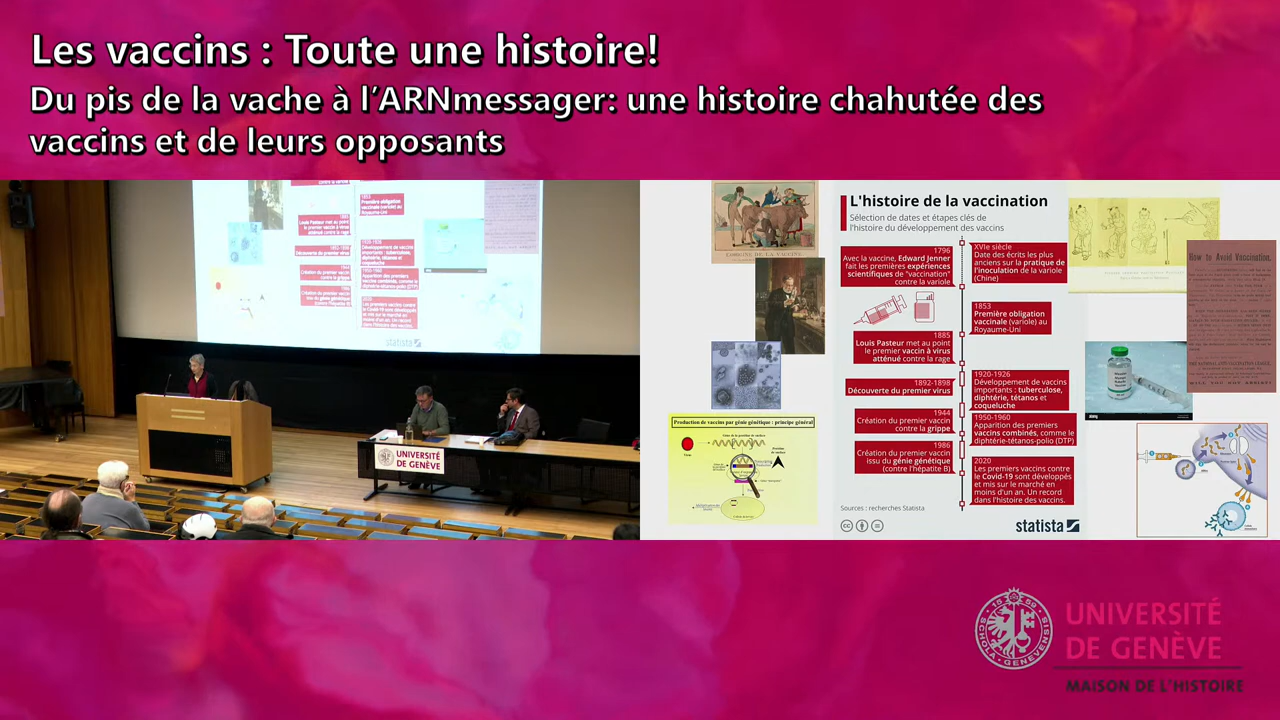 Les vaccins : Toute une histoire!
Du pis de la vache à l'ARNmessager: une histoire chahutée des
vaccins et de leurs opposants
L'histoire de la vaccination
Sélection de dates et étapes clés de
l'histoire du développement des vaccins
1796
Avec la vaccine, Edward Jenner
fait les premières expériences
scientifiques de "vaccination"
contre la variole
XVIe siècle
Date des écrits les plus
anciens sur la pratique de
l'inoculation de la variole
(Chine)
1853
Première obligation
vaccinale (variole) au
Royaume-Uni
1885
Louis Pasteur met au point
le premier vaccin à virus
atténué contre la rage
1892-1898
Découverte du premier virus
1920-1926
Développement de vaccins
importants : tuberculose,
diphtérie, tétanos et
coqueluche
1944
Création du premier vaccin
contre la grippe
1950-1960
Apparition des premiers
vaccins combinés, comme le
diphtérie-tétanos-polio (DTP)
1986
Création du premier vaccin
issu du génie génétique
(contre l'hépatite B)
2020
Les premiers vaccins contre
le Covid-19 sont développés
et mis sur le marché en
moins d'un an. Un record
dans l'histoire des vaccins.
Sources : recherches Statista
statista
How to Avoid Vaccination.
Production de vaccins par génie génétique : principe général
UNIVERSITÉ
DE GENÈVE
statista
1559
SCHOLA GENEVENSIS
UNIVERSITÉ
DE GENÈVE
MAISON DE L'HISTOIRE